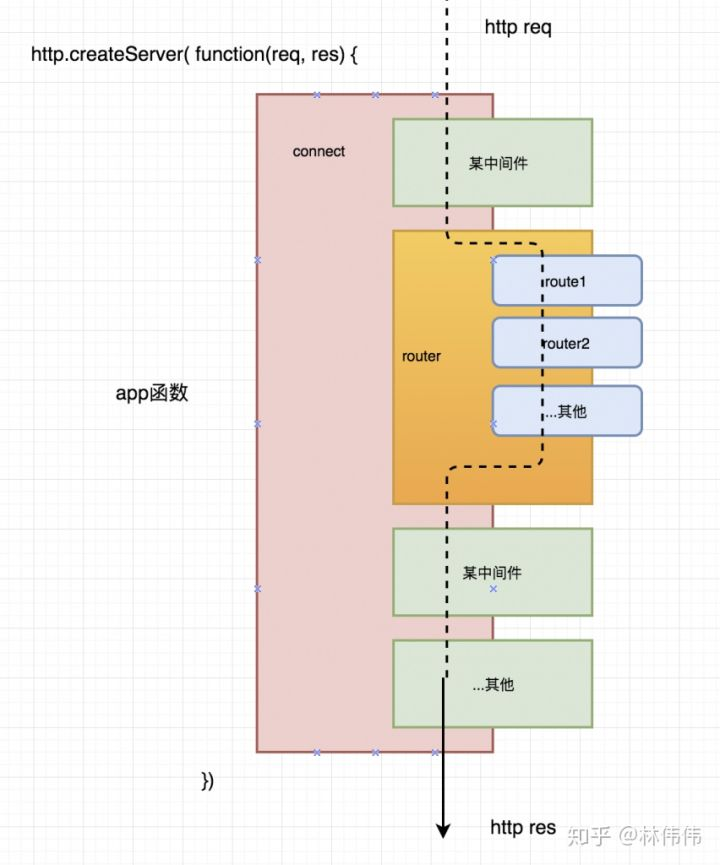 http req
http.createServer( function(req, res) {
connect
某中间件
route1
router2
router
app函数
...其他
某中间件
...其他
})
http res
知乎 @林伟伟